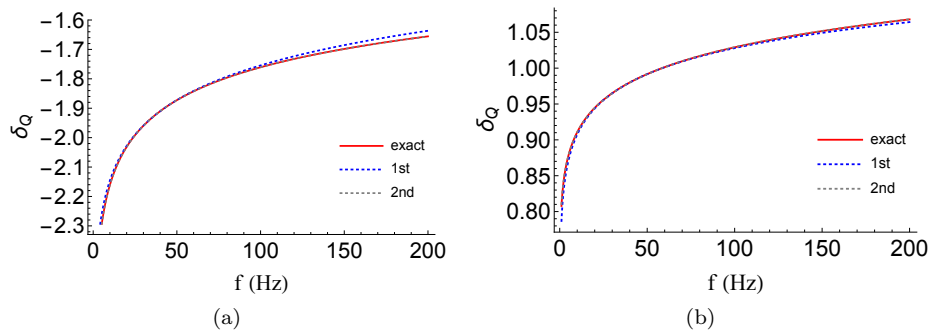 -1.6
-1.7
-1.8
-1.9
-2.0
-2.1
-2.2
-2.3
δQ
exact
1st
2nd
0 50 100 150 200
f (Hz)
(a)
1.05
1.00
0.95
0.90
0.85
0.80
δQ
exact
1st
2nd
0 50 100 150 200
f (Hz)
(b)